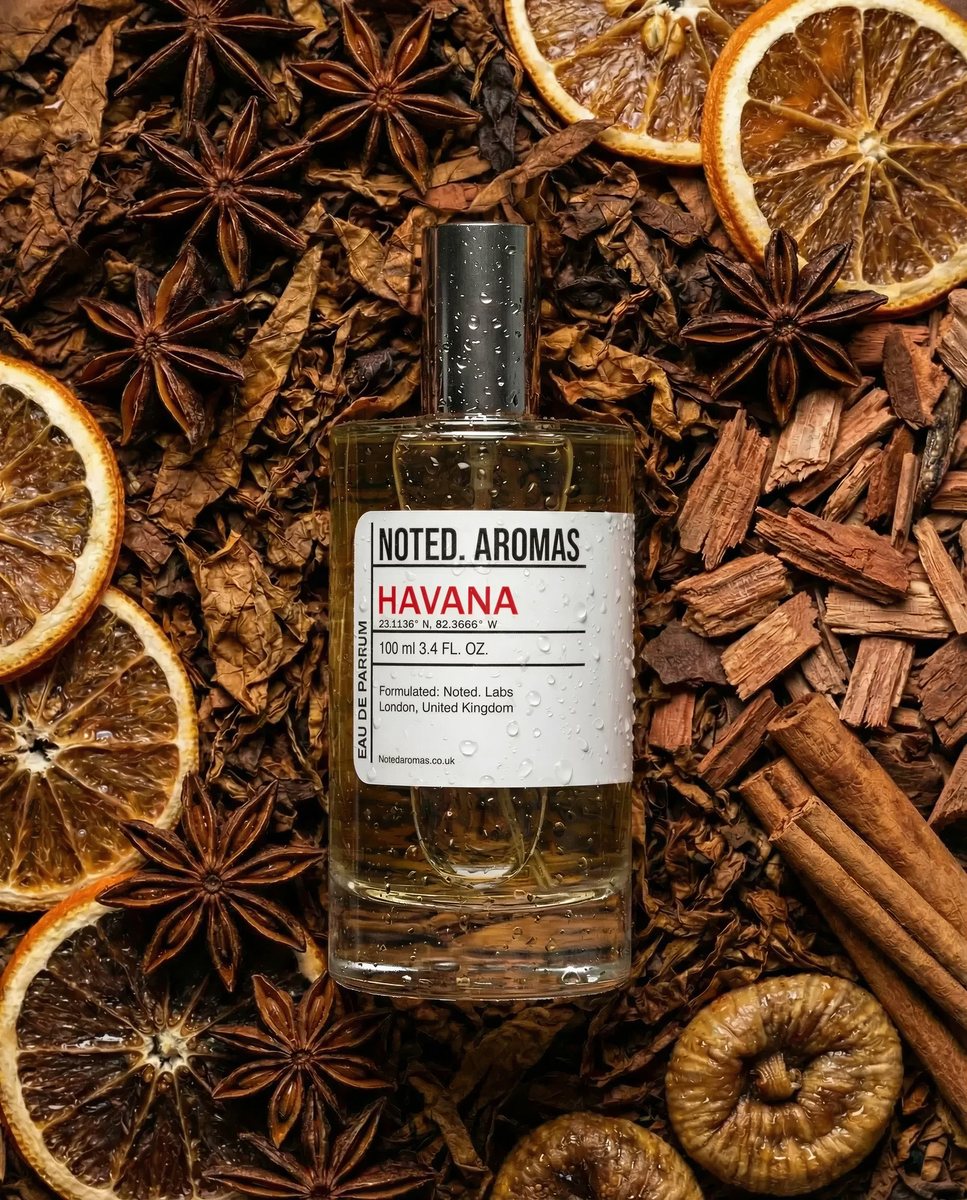 NOTED. AROMAS
HAVANA
23.1136° N, 82.3666° W
100 ml 3.4 FL. OZ.
Formulated: Noted. Labs
London, United Kingdom
Notedaromas.co.uk
EAU DE PARRUM